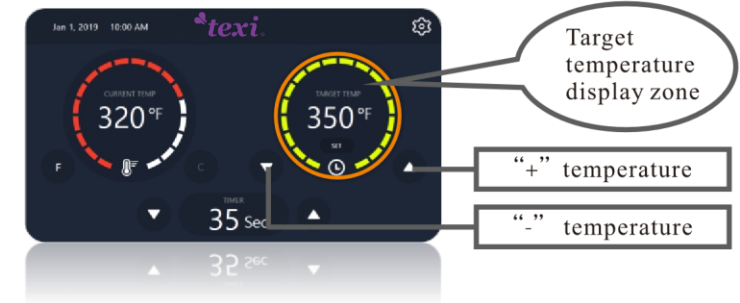 Jan 1, 2019 10:00 AM
texi
CURRENT TEMP
320 °F
TARGET TEMP
350 °F
SET
F
C
TIMER
35 Sec
Target
temperature
display zone
“+” temperature
“-” temperature